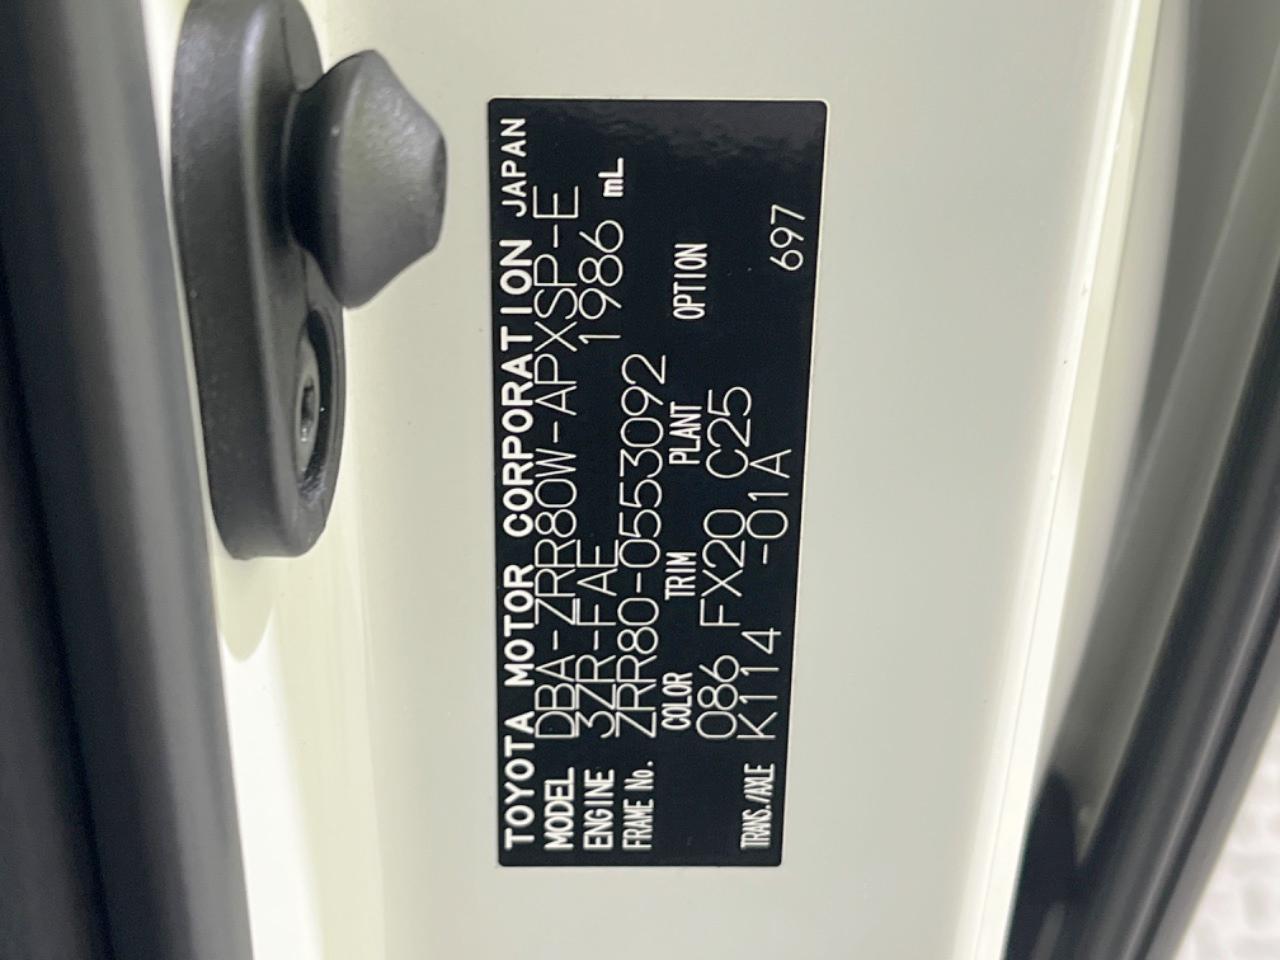 TOYOTA MOTOR CORPORATION JAPAN
MODEL DBA-ZRR80W-APXSP-E
ENGINE 3ZR-FAE 1986 mL
FRAME No. ZRR80-0553092
COLOR TRIM PLANT OPTION
086 FX20 C25
TRANS./AXLE K114 -01A 697